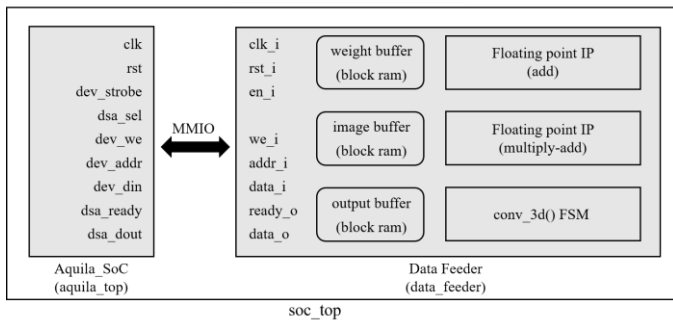 clk
rst
dev_strobe
dsa_sel
dev_we
dev_addr
dev_din
dsa_ready
dsa_dout
Aquila_SoC
(aquila_top)
MMIO
clk_i
rst_i
en_i
we_i
addr_i
data_i
ready_o
data_o
weight buffer
(block ram)
image buffer
(block ram)
output buffer
(block ram)
Floating point IP
(add)
Floating point IP
(multiply-add)
conv_3d() FSM
Data Feeder
(data_feeder)
soc_top